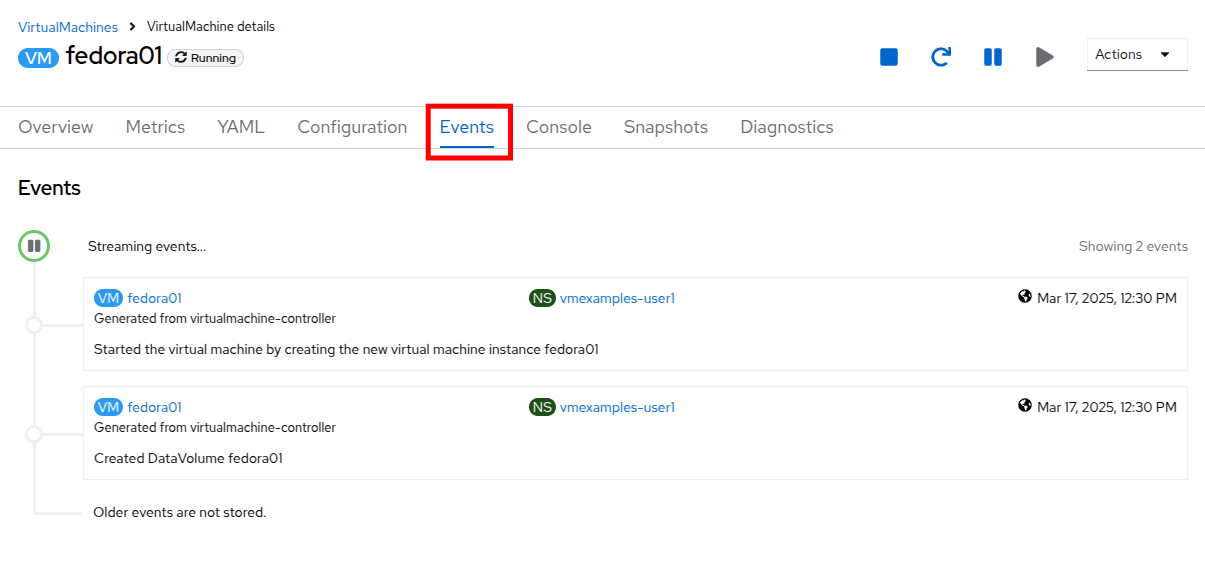 VirtualMachines > VirtualMachine details
VM fedora01 Running
Actions
Overview Metrics YAML Configuration Events Console Snapshots Diagnostics
Events
Streaming events... Showing 2 events
VM fedora01 NS vmexamples-user1 Mar 17, 2025, 12:30 PM
Generated from virtualmachine-controller
Started the virtual machine by creating the new virtual machine instance fedora01
VM fedora01 NS vmexamples-user1 Mar 17, 2025, 12:30 PM
Generated from virtualmachine-controller
Created DataVolume fedora01
Older events are not stored.